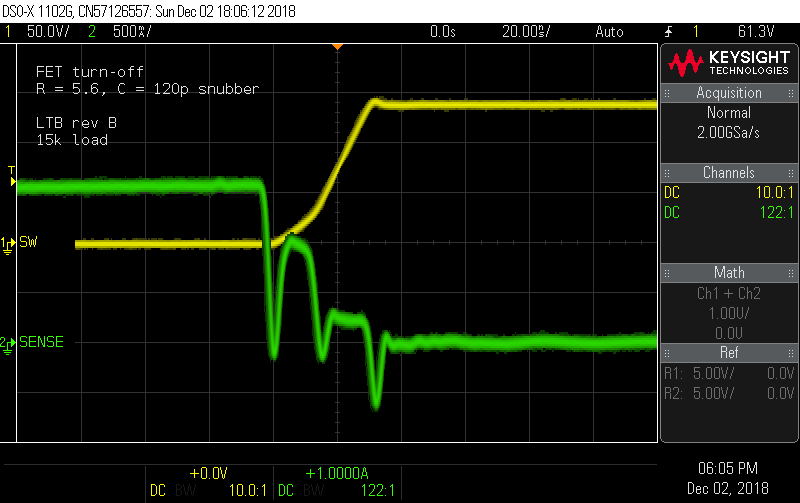 DSO-X 1102G, CN57126557: Sun Dec 02 18:06:12 2018
1 50.0V/ 2 500ª/ 0.0s 20.00ª/ Auto 1 61.3V
FET turn-off
R = 5.6, C = 120p snubber
LTB rev B
15k load
T
1 SW
2 SENSE
KEYSIGHT
TECHNOLOGIES
Acquisition
Normal
2.00GSa/s
Channels
DC 10.0:1
DC 122:1
Math
Ch1 + Ch2
1.00V/
0.0V
Ref
R1: 5.00V/ 0.0V
R2: 5.00V/ 0.0V
+0.0V
DC BW 10.0:1
+1.0000A
DC BW 122:1
06:05 PM
Dec 02, 2018